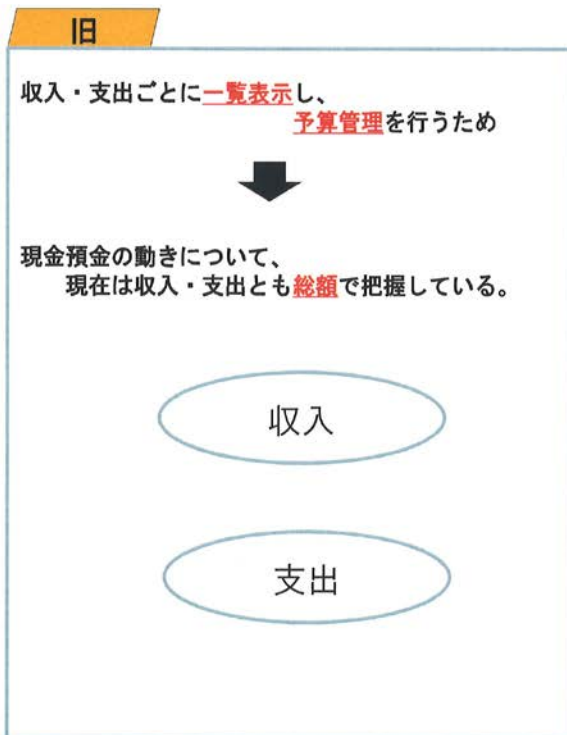 旧
収入・支出ごとに一覧表示し、
予算管理を行うため
現金預金の動きについて、
現在は収入・支出とも総額で把握している。
収入
支出